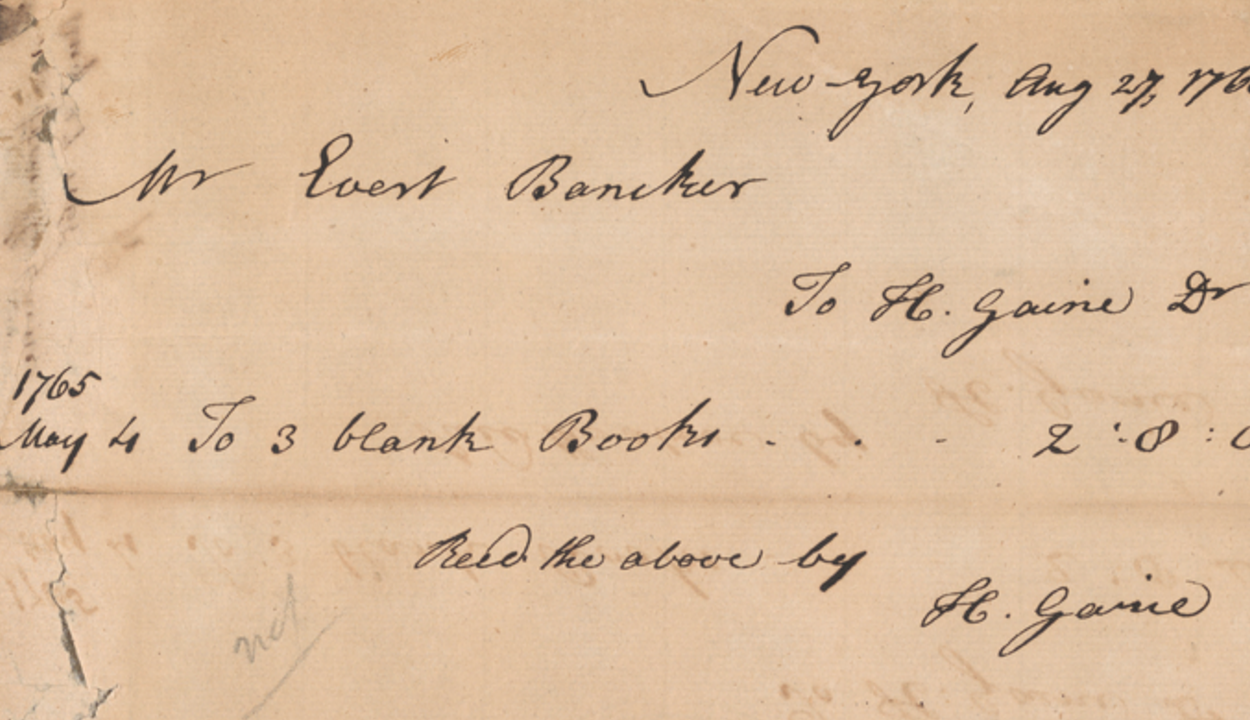 New-York, Aug 27, 176
Mr Evert Bancker
To H. Gaine Dr
1765
May 4 To 3 blank Books - . - 2 : 8 : 0
Recd the above by
H. Gaine